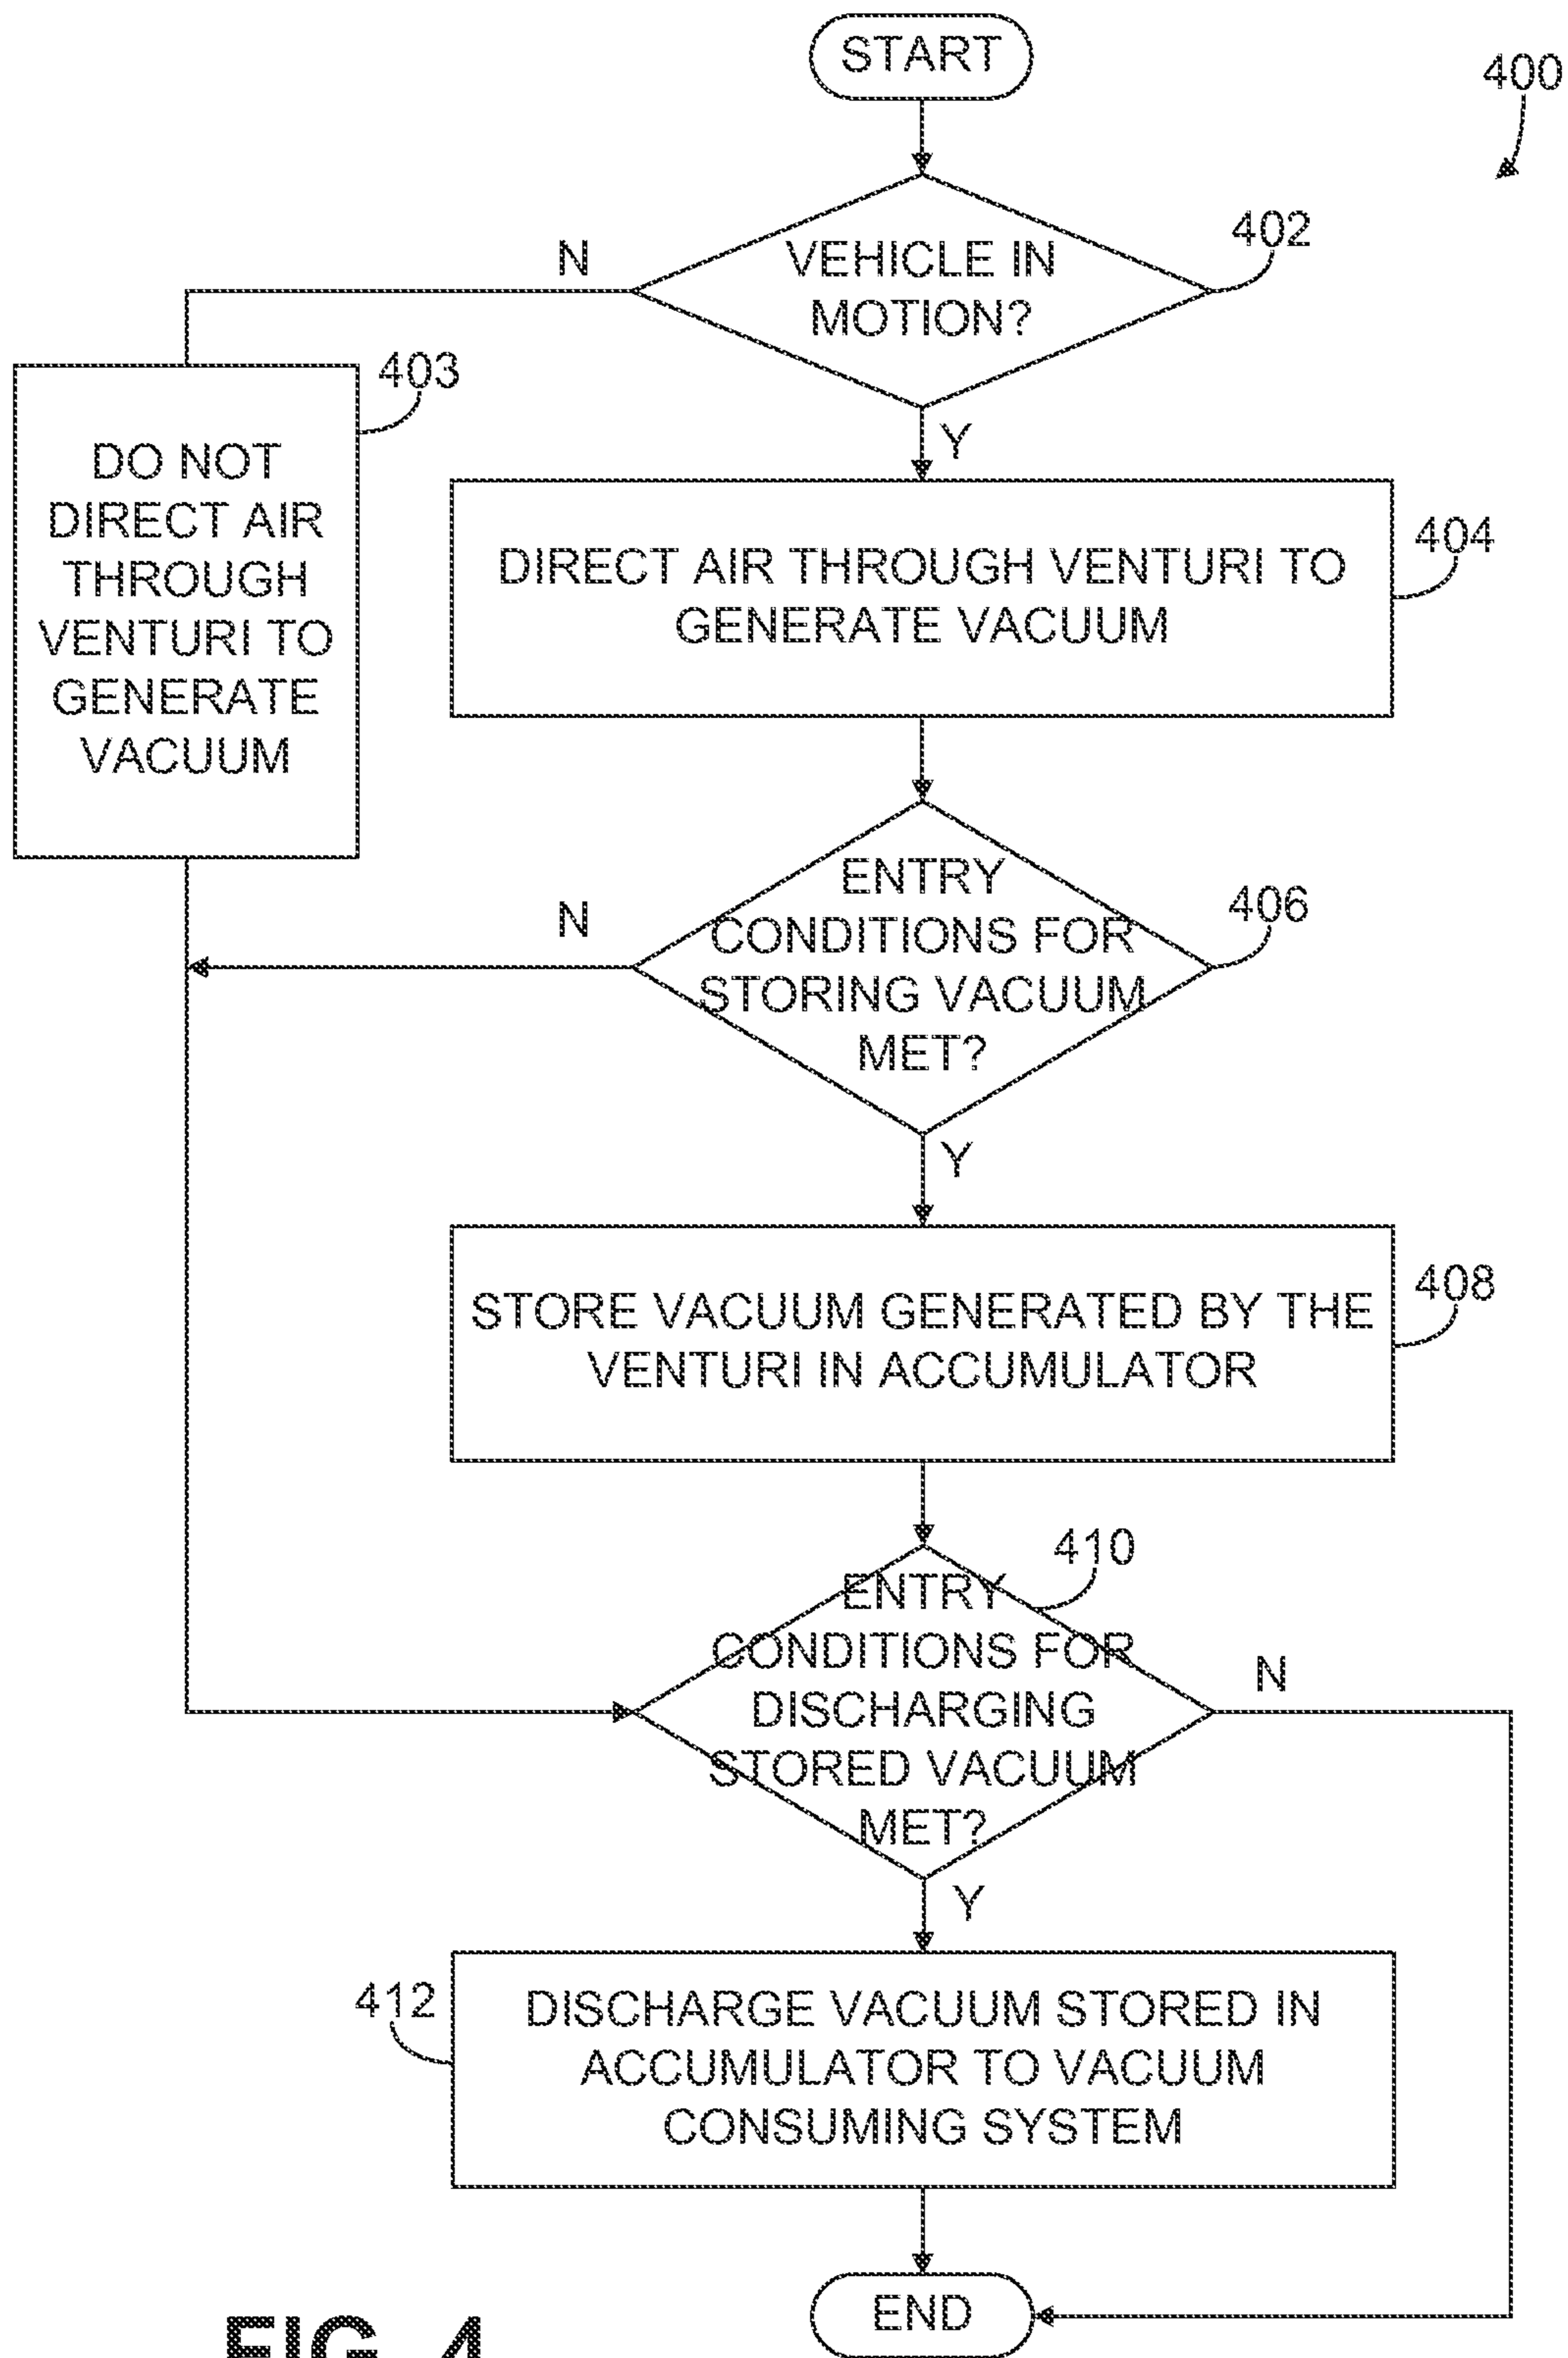 START
400
VEHICLE IN
MOTION?
402
N
Y
403
DO NOT
DIRECT AIR
THROUGH
VENTURI TO
GENERATE
VACUUM
DIRECT AIR THROUGH VENTURI TO
GENERATE VACUUM
404
ENTRY
CONDITIONS FOR
STORING VACUUM
MET?
406
N
Y
STORE VACUUM GENERATED BY THE
VENTURI IN ACCUMULATOR
408
410
ENTRY
CONDITIONS FOR
DISCHARGING
STORED VACUUM
MET?
N
Y
412
DISCHARGE VACUUM STORED IN
ACCUMULATOR TO VACUUM
CONSUMING SYSTEM
END
FIG. 4